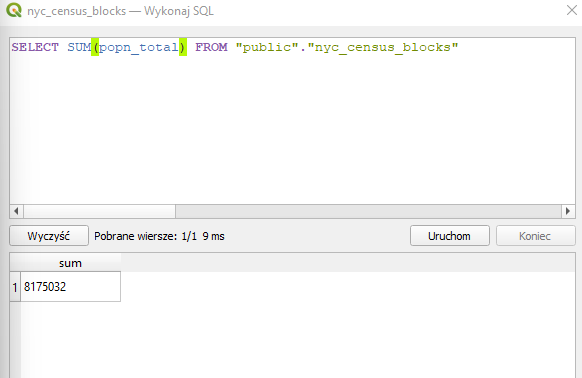 nyc_census_blocks — Wykonaj SQL
SELECT SUM(popn_total) FROM "public"."nyc_census_blocks"
Wyczyść Pobrane wiersze: 1/1 9 ms Uruchom Koniec
sum
1 8175032